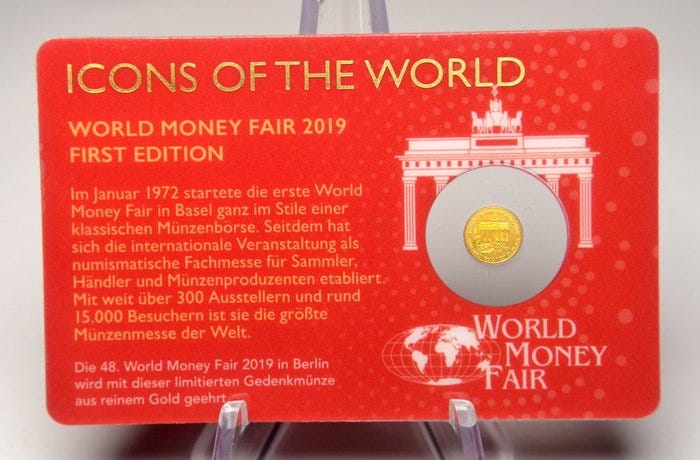 ICONS OF THE WORLD
WORLD MONEY FAIR 2019
FIRST EDITION
Im Januar 1972 startete die erste World
Money Fair in Basel ganz im Stile einer
klassischen Münzenbörse. Seitdem hat
sich die internationale Veranstaltung als
numismatische Fachmesse für Sammler,
Händler und Münzenproduzenten etabliert.
Mit weit über 300 Ausstellern und rund
15.000 Besuchern ist sie die größte
Münzenmesse der Welt.
Die 48. World Money Fair 2019 in Berlin
wird mit dieser limitierten Gedenkmünze
aus reinem Gold geehrt.
WORLD
MONEY
FAIR